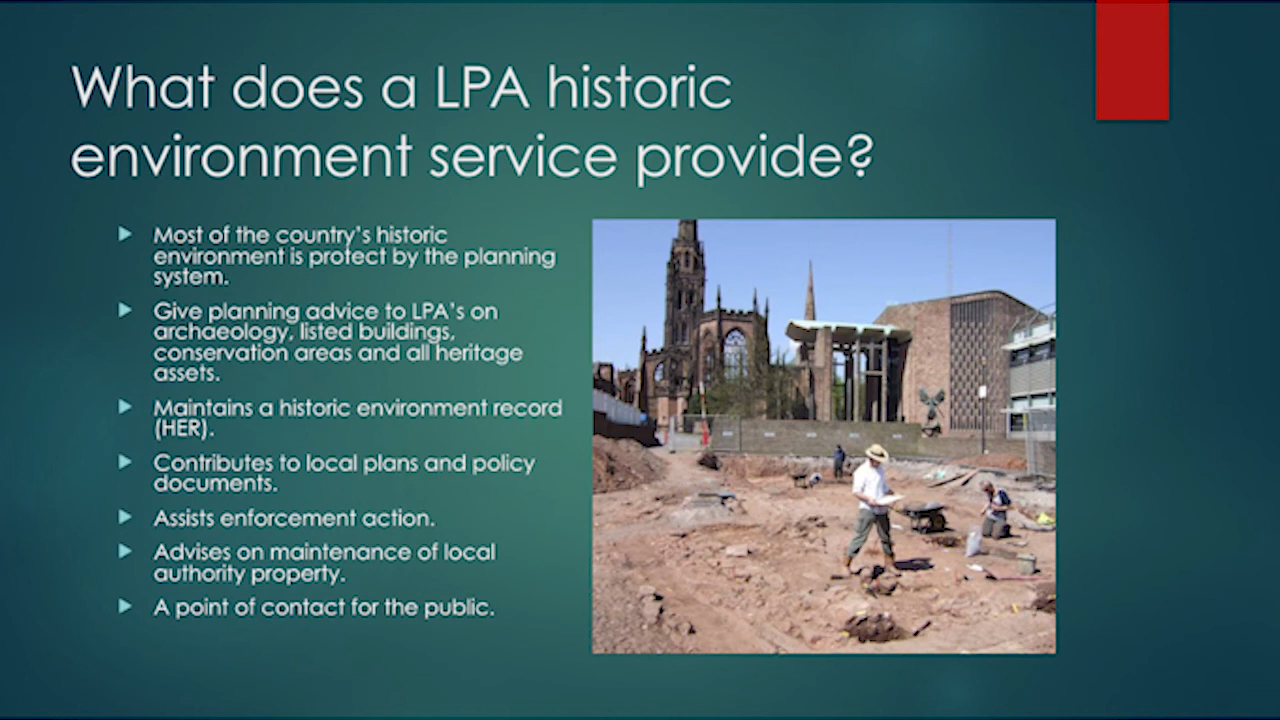 What does a LPA historic
environment service provide?
Most of the country's historic
environment is protect by the planning
system.
Give planning advice to LPA's on
archaeology, listed buildings,
conservation areas and all heritage
assets.
Maintains a historic environment record
(HER).
Contributes to local plans and policy
documents.
Assists enforcement action.
Advises on maintenance of local
authority property.
A point of contact for the public.